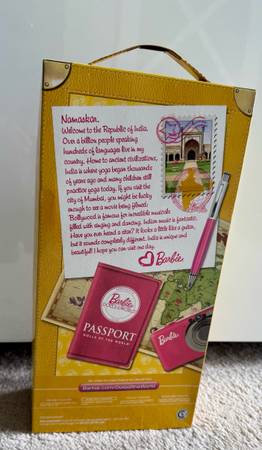 Namaskar,
Welcome to the Republic of India.
Over a billion people speaking
hundreds of languages live in my
country. Home to ancient civilizations,
India is where yoga began thousands
of years ago and many children still
practice yoga today. If you visit the
city of Mumbai, you might be lucky
enough to see a movie being filmed.
Bollywood is famous for incredible musicals
filled with singing and dancing. Indian music is fantastic.
Have you ever heard a sitar? It looks a little like a guitar,
but it sounds completely different. India is unique and
beautiful! I hope you can visit one day.
Barbie
Barbie
PASSPORT
DOLLS OF THE WORLD
Barbie